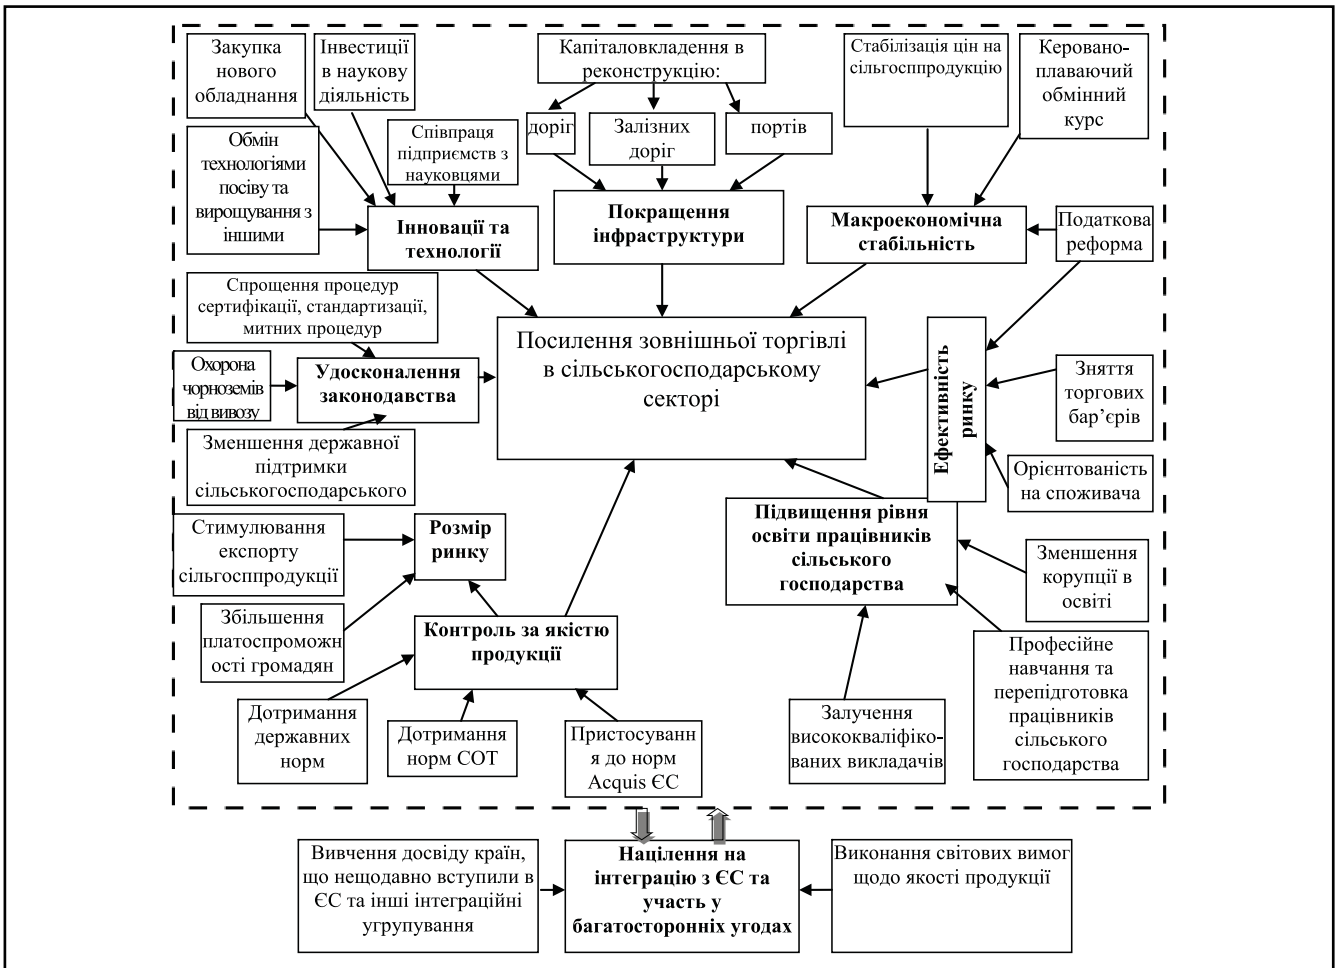 Закупка
нового
обладнання
Інвестиції
в наукову
діяльність
Капіталовкладення в
реконструкцію:
Стабілізація цін на
сільгосппродукцію
Керовано-
плаваючий
обмінний
курс
Обмін
технологіями
посіву та
вирощування з
іншими
Співпраця
підприємств з
науковцями
доріг
Залізних
доріг
портів
Інновації та
технології
Покращення
інфраструктури
Макроекономічна
стабільність
Податкова
реформа
Спрощення процедур
сертифікації, стандартизації,
митних процедур
Посилення зовнішньої торгівлі
в сільськогосподарському
секторі
Охорона
чорноземів
від вивозу
Удосконалення
законодавства
Ефективність
ринку
Зняття
торгових
бар’єрів
Зменшення державної
підтримки
сільськогосподарського
Орієнтованість
на споживача
Стимулювання
експорту
сільгосппродукції
Розмір
ринку
Підвищення рівня
освіти працівників
сільського
господарства
Зменшення
корупції в
освіті
Збільшення
платоспроможн
ості громадян
Контроль за якістю
продукції
Професійне
навчання та
перепідготовка
працівників
сільського
господарства
Дотримання
державних
норм
Дотримання
норм СОТ
Пристосуванн
я до норм
Acquis ЄС
Залучення
висококваліфіко-
ваних викладачів
Вивчення досвіду країн,
що нещодавно вступили в
ЄС та інші інтеграційні
угрупування
Націлення на
інтеграцію з ЄС та
участь у
багатосторонніх угодах
Виконання світових вимог
щодо якості продукції